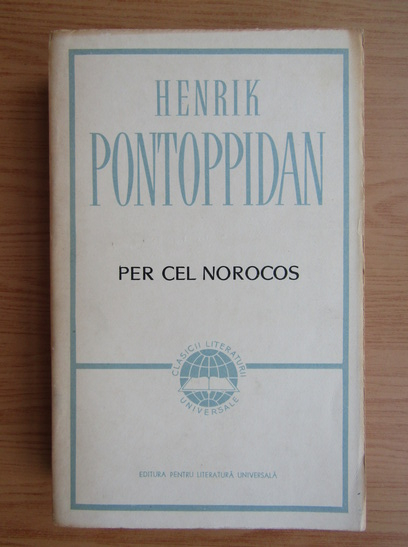 HENRIK
PONTOPPIDAN
PER CEL NOROCOS
CLASICII LITERATURII
UNIVERSALE
EDITURA PENTRU LITERATURĂ UNIVERSALĂ